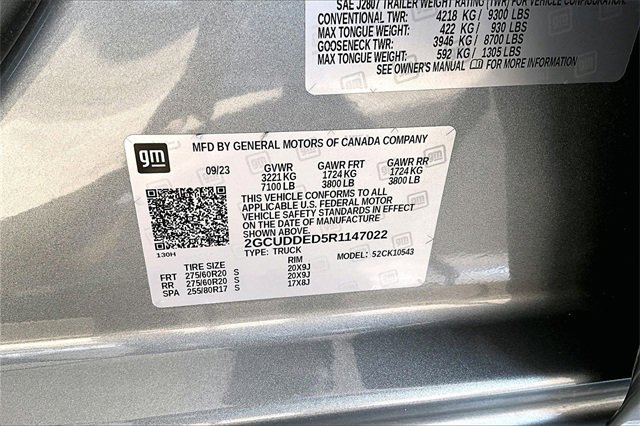 SAE J2807 TRAILER WEIGHT RATING (TWR) FOR VEHICLE CONFIGURATION:
CONVENTIONAL TWR: 4218 KG / 9300 LBS
MAX TONGUE WEIGHT: 422 KG / 930 LBS
GOOSENECK TWR: 3946 KG / 8700 LBS
MAX TONGUE WEIGHT: 592 KG / 1305 LBS
SEE OWNER'S MANUAL FOR MORE INFORMATION
gm
MFD BY GENERAL MOTORS OF CANADA COMPANY
09/23 GVWR GAWR FRT GAWR RR
3221 KG 1724 KG 1724 KG
7100 LB 3800 LB 3800 LB
THIS VEHICLE CONFORMS TO ALL
APPLICABLE U.S. FEDERAL MOTOR
VEHICLE SAFETY STANDARDS IN EFFECT
ON THE DATE OF MANUFACTURE
SHOWN ABOVE.
2GCUDDED5R1147022
130H TYPE: TRUCK MODEL: 52CK10543
TIRE SIZE RIM
FRT 275/60R20 S 20X9J
RR 275/60R20 S 20X9J
SPA 255/80R17 S 17X8J